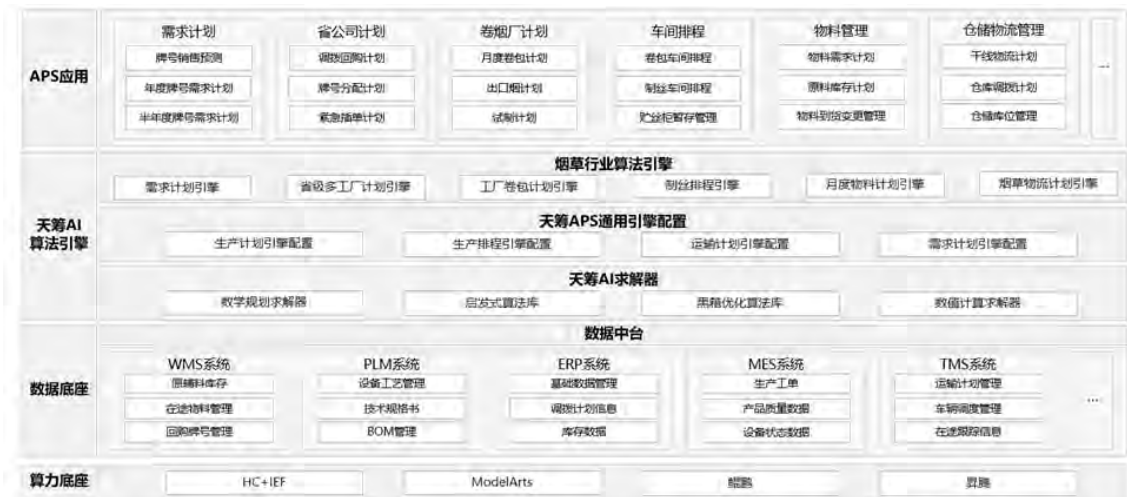 APS应用
需求计划 省公司计划 卷烟厂计划 车间排程 物料管理 仓储物流管理
牌号销售预测 调拨回购计划 月度卷包计划 卷包车间排程 物料需求计划 干线物流计划
...
年度牌号需求计划 牌号分配计划 出口烟计划 制丝车间排程 原料库存计划 仓库调拨计划
半年度牌号需求计划 紧急插单计划 试制计划 贮丝柜暂存管理 物料到货变更管理 仓储库位管理
天筹AI
算法引擎
烟草行业算法引擎
需求计划引擎 省级多工厂计划引擎 工厂卷包计划引擎 制丝排程引擎 月度物料计划引擎 烟草物流计划引擎
天筹APS通用引擎配置
生产计划引擎配置 生产排程引擎配置 运输计划引擎配置 需求计划引擎配置
天筹AI求解器
数学规划求解器 启发式算法库 黑箱优化算法库 数值计算求解器
数据底座
数据中台
WMS系统 PLM系统 ERP系统 MES系统 TMS系统
原辅料库存 设备工艺管理 基础数据管理 生产工单 运输计划管理
在途物料管理 技术规格书 调拨计划信息 产品质量数据 车辆调度管理
...
回购牌号管理 BOM管理 库存数据 设备状态数据 在途跟踪信息
算力底座
HC+IEF ModelArts 鲲鹏 昇腾